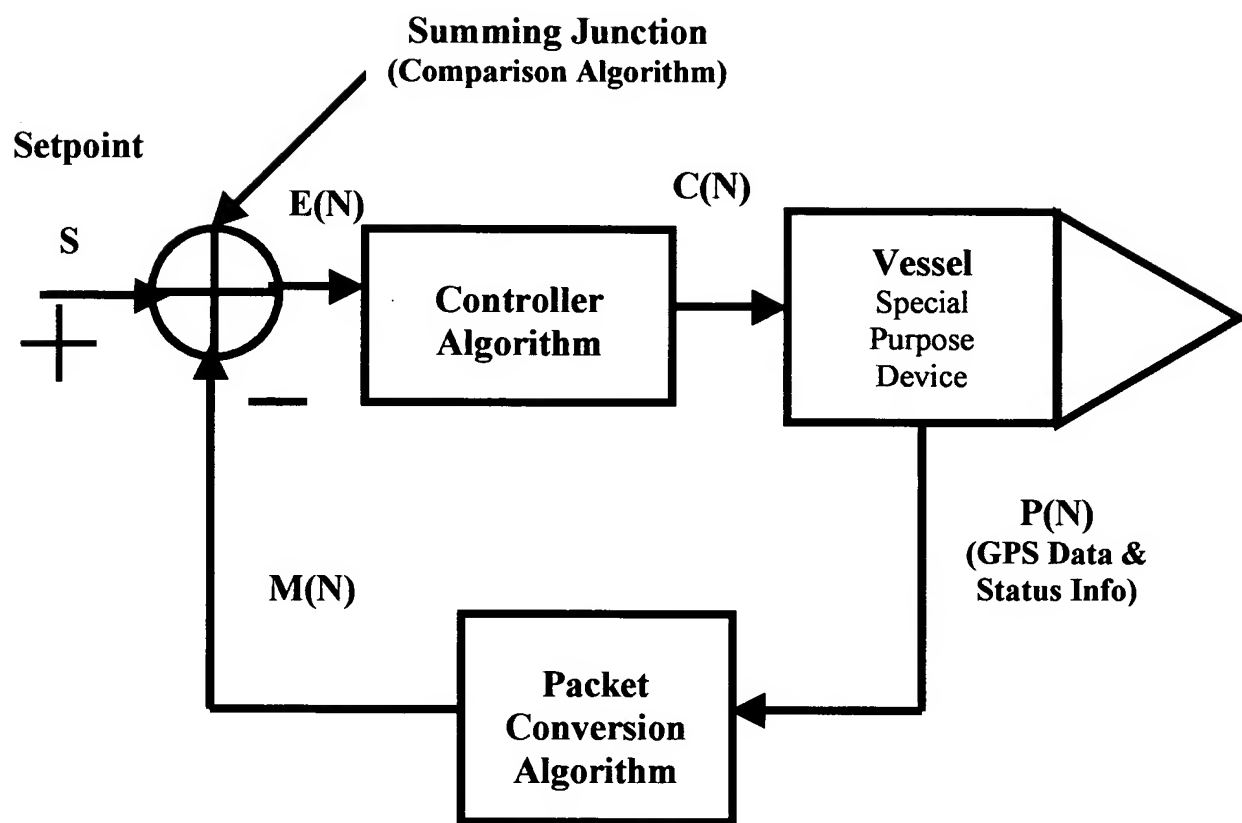 Summing Junction
(Comparison Algorithm)
Setpoint
S
+
E(N)
C(N)
−
Controller
Algorithm
Vessel
Special
Purpose
Device
P(N)
(GPS Data &
Status Info)
M(N)
Packet
Conversion
Algorithm